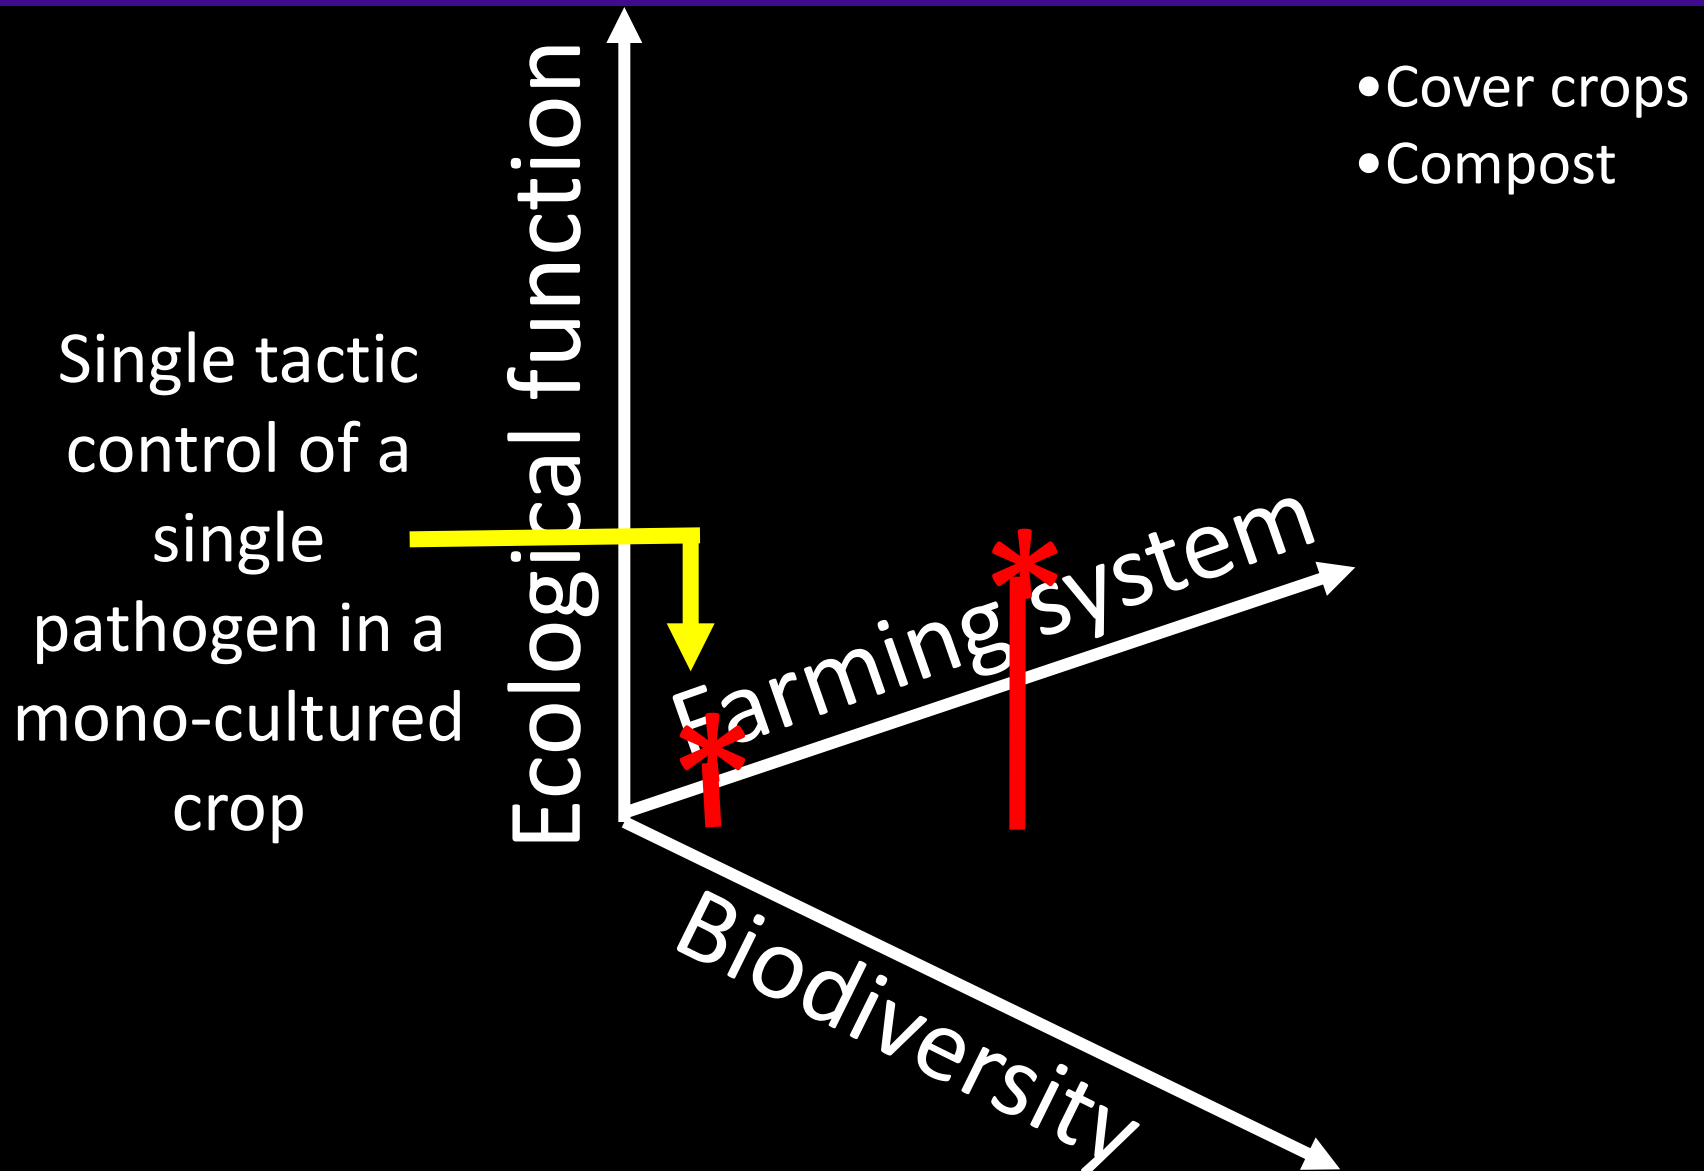 Single tactic
control of a
single
pathogen in a
mono-cultured
crop
Ecological function
Farming system
Biodiversity
•Cover crops
•Compost